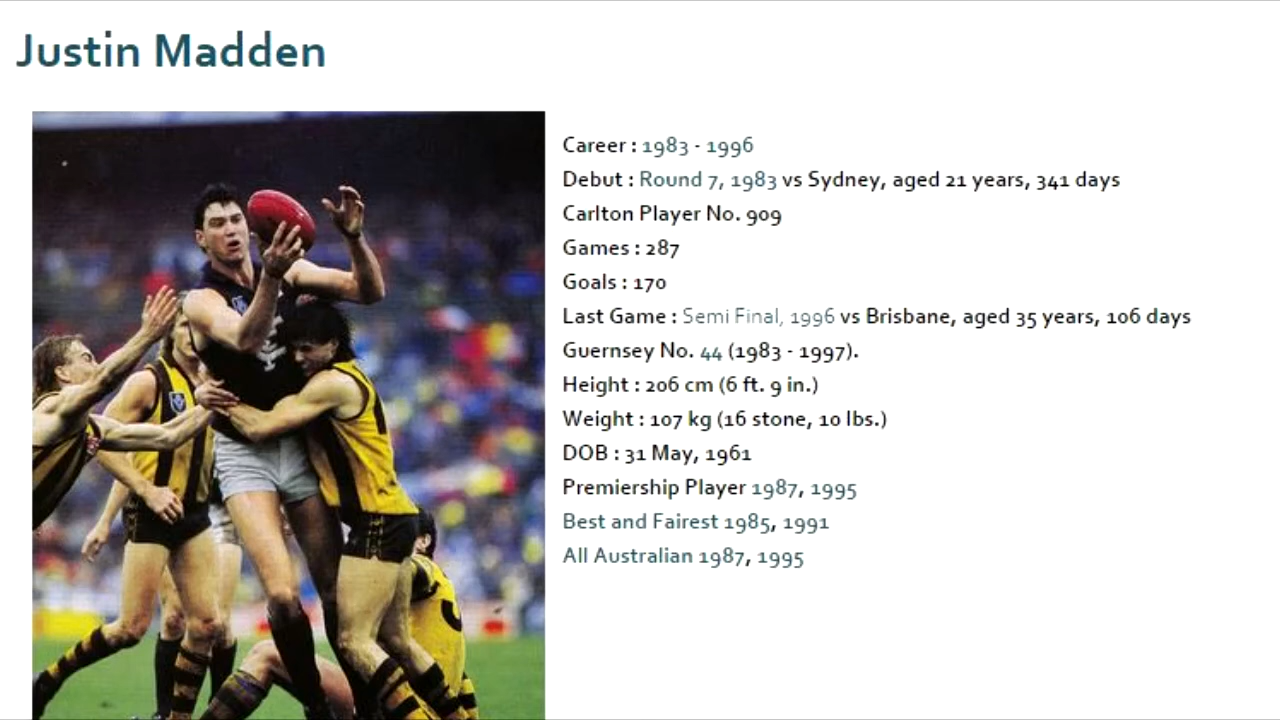 Justin Madden
Career : 1983 - 1996
Debut : Round 7, 1983 vs Sydney, aged 21 years, 341 days
Carlton Player No. 909
Games : 287
Goals : 170
Last Game : Semi Final, 1996 vs Brisbane, aged 35 years, 106 days
Guernsey No. 44 (1983 - 1997).
Height : 206 cm (6 ft. 9 in.)
Weight : 107 kg (16 stone, 10 lbs.)
DOB : 31 May, 1961
Premiership Player 1987, 1995
Best and Fairest 1985, 1991
All Australian 1987, 1995